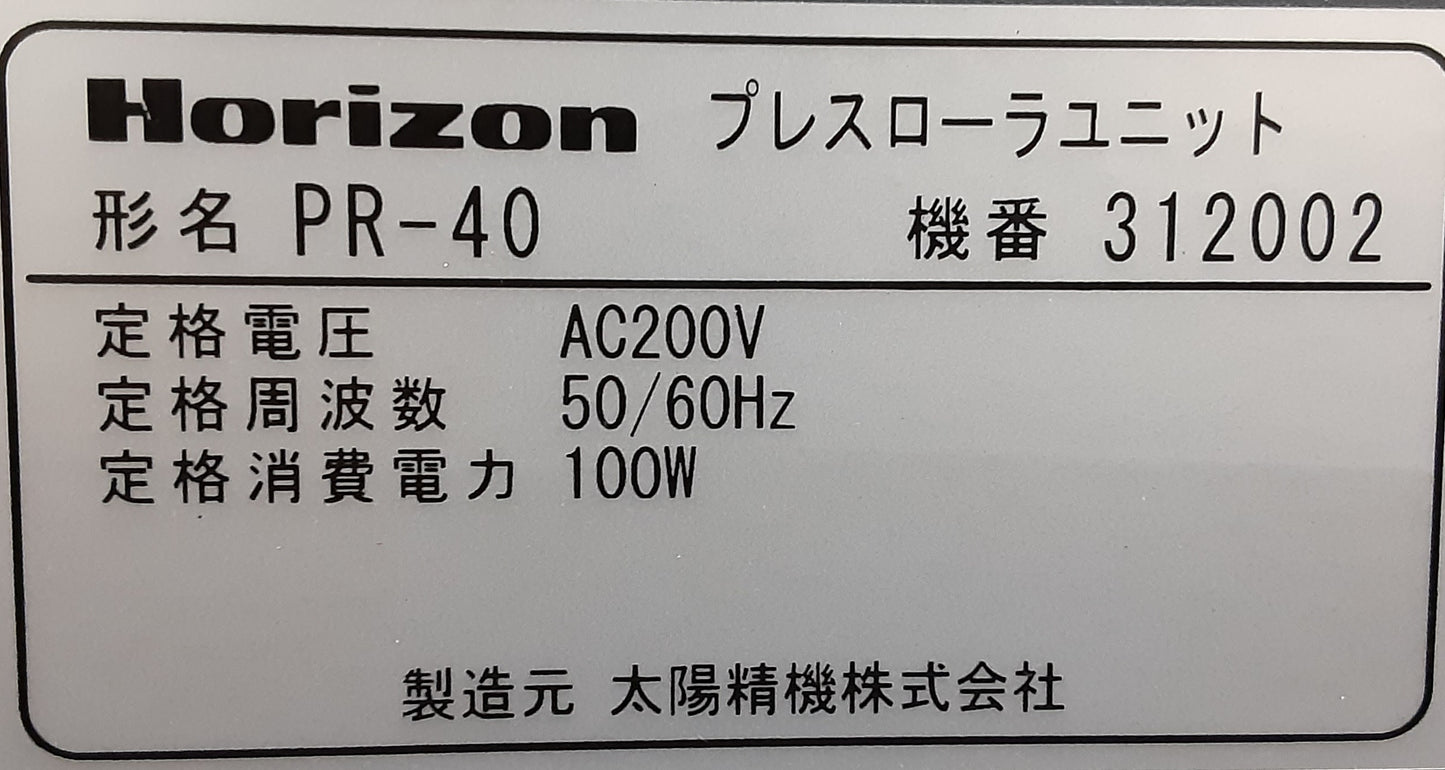 Horizon プレスローラユニット
形名 PR-40 機番 312002
定格電圧 AC200V
定格周波数 50/60Hz
定格消費電力 100W
製造元 太陽精機株式会社